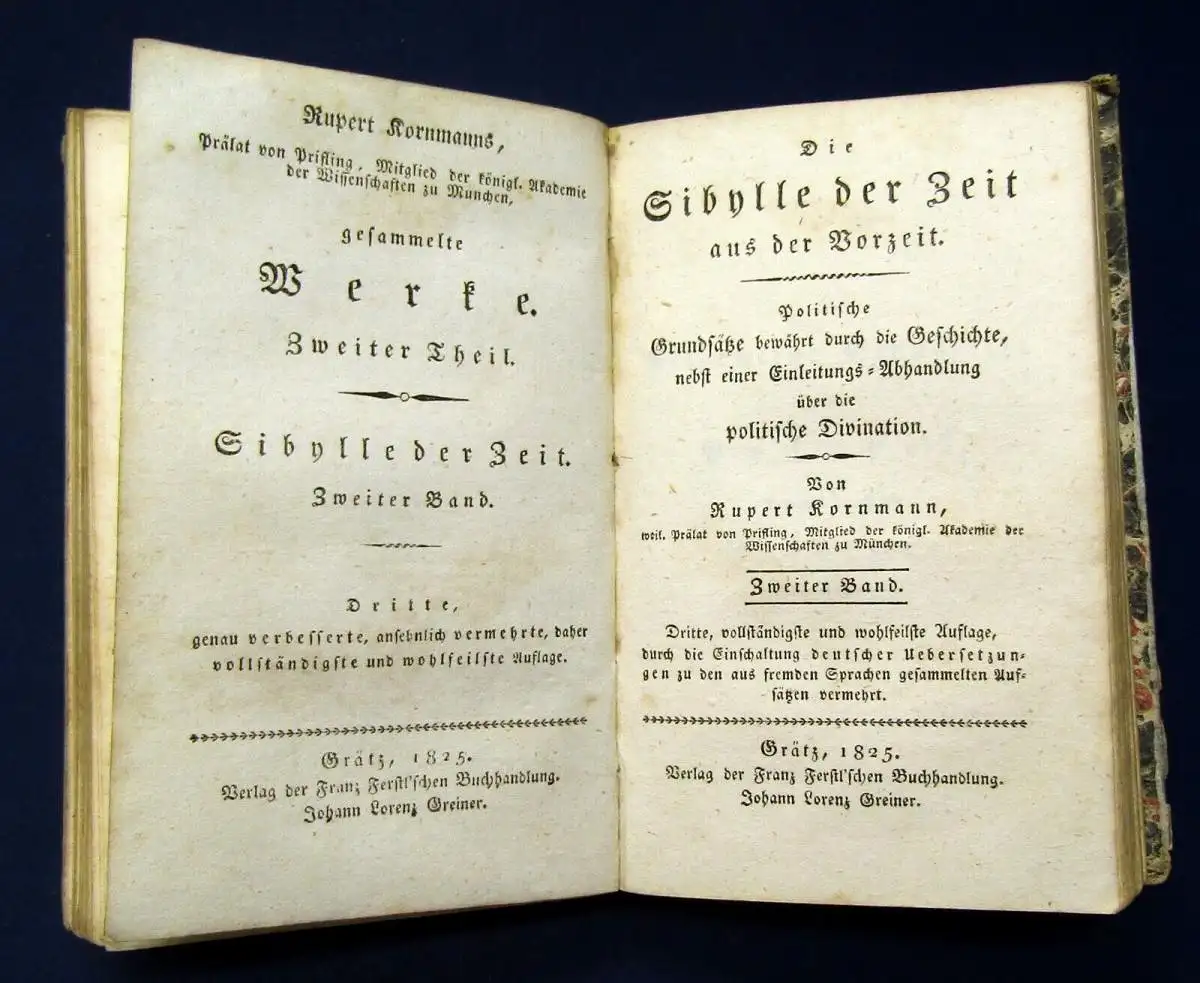 Rupert Kornmanns,
Prälat von Prifling, Mitglied der königl. Akademie
der Wissenschaften zu München,
gesammelte
Werke.
Zweiter Theil.
Sibylle der Zeit.
Zweiter Band.
Dritte,
genau verbesserte, ansehnlich vermehrte, daher
vollständigste und wohlfeilste Auflage.
Grätz, 1825.
Verlag der Franz Ferstl'schen Buchhandlung.
Johann Lorenz Greiner.
Die
Sibylle der Zeit
aus der Vorzeit.
Politische
Grundsätze bewährt durch die Geschichte,
nebst einer Einleitungs-Abhandlung
über die
politische Divination.
Von
Rupert Kornmann,
weil. Prälat von Prifling, Mitglied der königl. Akademie der
Wissenschaften zu München.
Zweiter Band.
Dritte, vollständigste und wohlfeilste Auflage,
durch die Einschaltung deutscher Uebersetzun-
gen zu den aus fremden Sprachen gesammelten Auf-
sätzen vermehrt.
Grätz, 1825.
Verlag der Franz Ferstl'schen Buchhandlung.
Johann Lorenz Greiner.